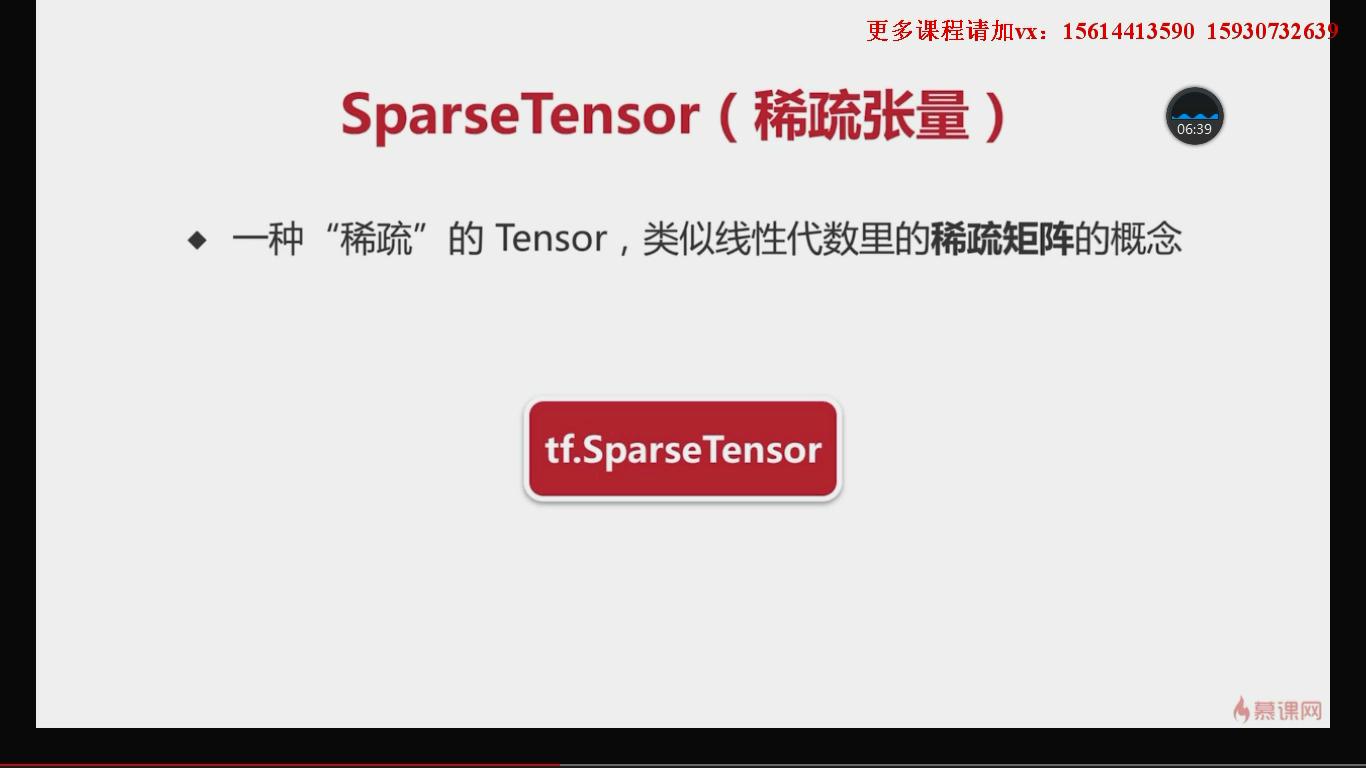 更多课程请加vx：15614413590 15930732639
SparseTensor（稀疏张量）
06:39
◆ 一种“稀疏”的 Tensor，类似线性代数里的稀疏矩阵的概念
tf.SparseTensor
慕课网